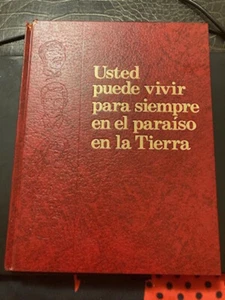 Usted
puede vivir
para siempre
en el paraíso
en la Tierra